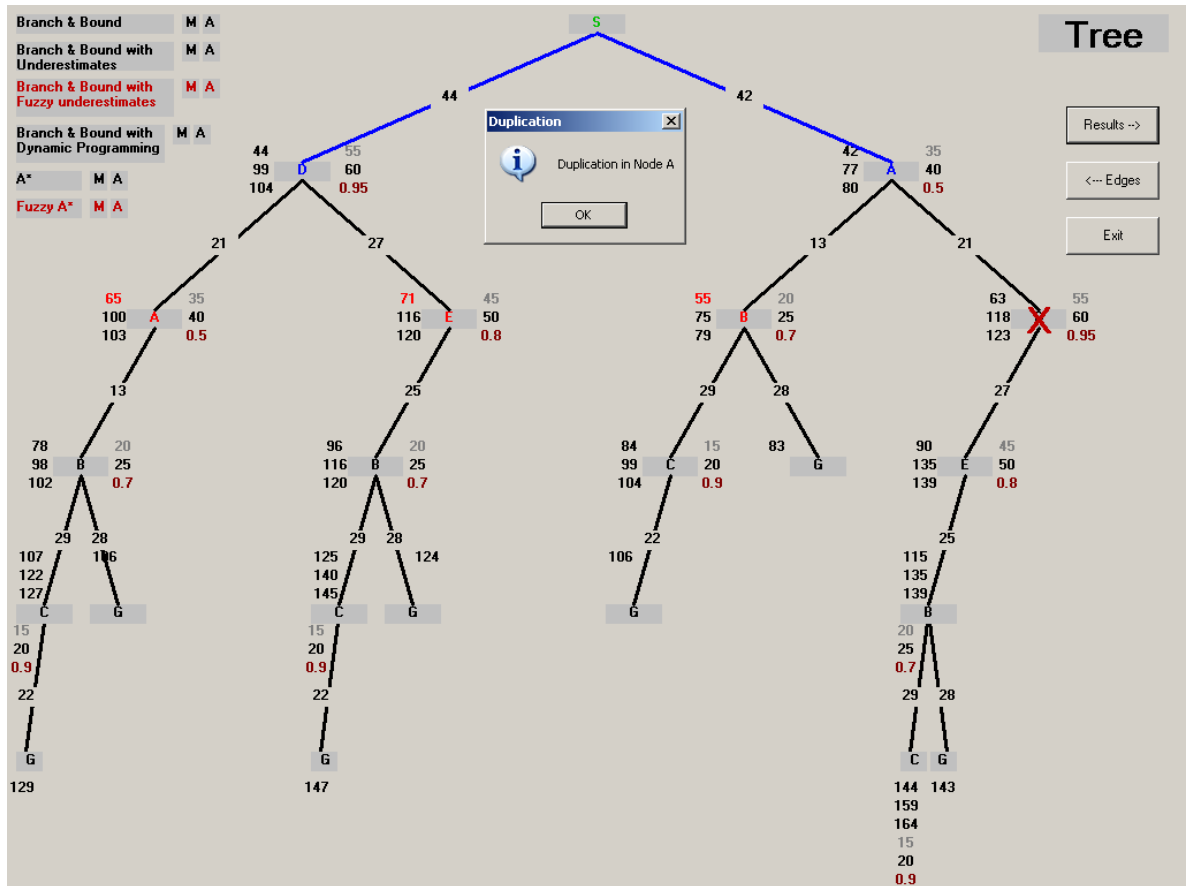 Branch & Bound M A
S
Tree
Branch & Bound with
Underestimates M A
Branch & Bound with
Fuzzy underestimates M A
Branch & Bound with
Dynamic Programming M A
A* M A
Fuzzy A* M A
44
42
Duplication
Duplication in Node A
OK
Results -->
<--- Edges
Exit
44 55
99 D 60
104 0.95
42 35
77 A 40
80 0.5
21 27 13 21
65 35
100 A 40
103 0.5
71 45
116 E 50
120 0.8
55 20
75 B 25
79 0.7
63 55
118 X 60
123 0.95
13 25 29 28 27
78 20
98 B 25
102 0.7
96 20
116 B 25
120 0.7
84 15
99 C 20
104 0.9
83 G
90 45
135 E 50
139 0.8
29 28 29 28 22 25
107 106
122
127
C G
15
20
0.9
125 124
140
145
C G
15
20
0.9
106
G
115
135
139
B
20
25
0.7
22 22 29 28
G G C G
129 147 144 143
159
164
15
20
0.9